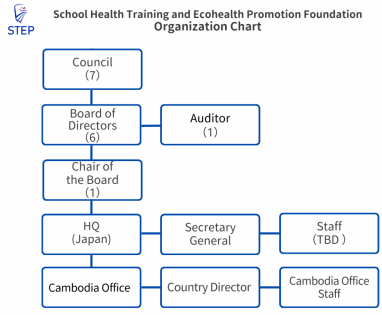 School Health Training and Ecohealth Promotion Foundation
Organization Chart
STEP
Council
(7)
Board of
Directors
(6)
Auditor
(1)
Chair of
the Board
(1)
HQ
(Japan)
Secretary
General
Staff
(TBD )
Cambodia Office
Country Director
Cambodia Office
Staff